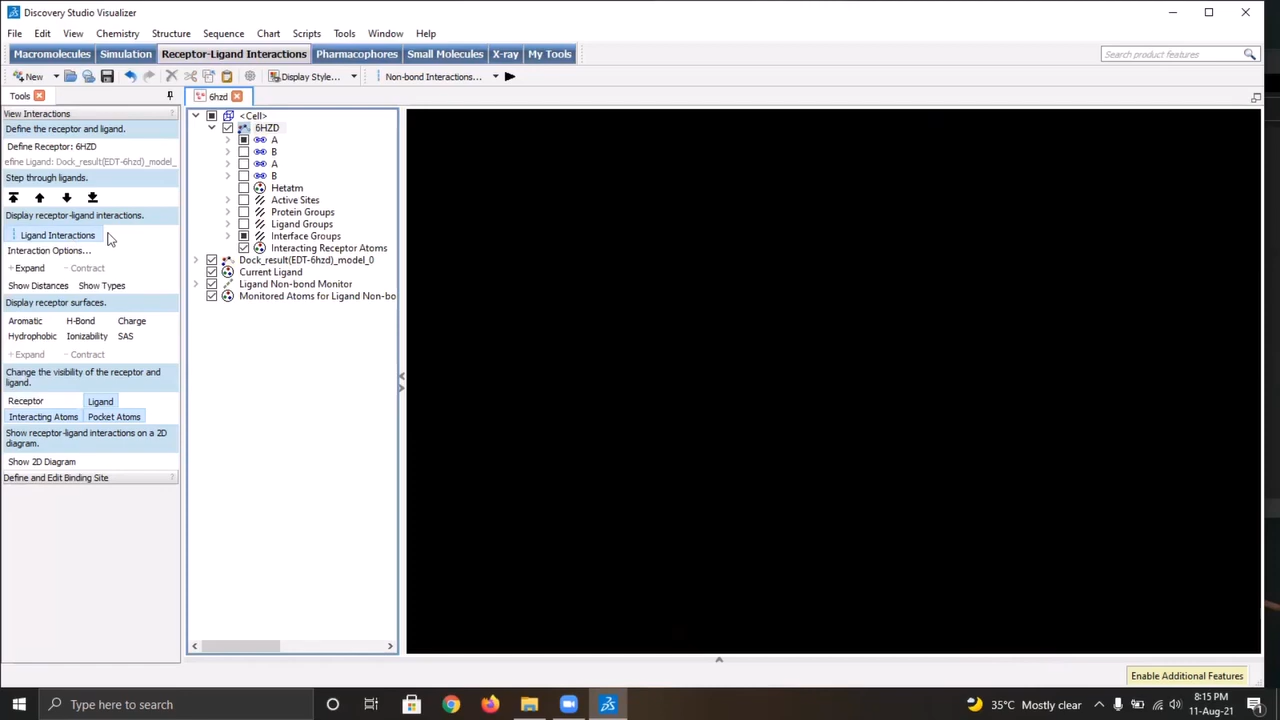 Discovery Studio Visualizer
File Edit View Chemistry Structure Sequence Chart Scripts Tools Window Help
Macromolecules Simulation Receptor-Ligand Interactions Pharmacophores Small Molecules X-ray My Tools
Search product features
New Display Style... Non-bond Interactions...
Tools
6hzd
View Interactions ?
Define the receptor and ligand.
Define Receptor: 6HZD
efine Ligand: Dock_result(EDT-6hzd)_model_
Step through ligands.
Display receptor-ligand interactions.
Ligand Interactions
Interaction Options...
+ Expand - Contract
Show Distances Show Types
Display receptor surfaces.
Aromatic H-Bond Charge
Hydrophobic Ionizability SAS
+ Expand - Contract
Change the visibility of the receptor and
ligand.
Receptor Ligand
Interacting Atoms Pocket Atoms
Show receptor-ligand interactions on a 2D
diagram.
Show 2D Diagram
Define and Edit Binding Site ?
<Cell>
6HZD
A
B
A
B
Hetatm
Active Sites
Protein Groups
Ligand Groups
Interface Groups
Interacting Receptor Atoms
Dock_result(EDT-6hzd)_model_0
Current Ligand
Ligand Non-bond Monitor
Monitored Atoms for Ligand Non-bo
Enable Additional Features
Type here to search
35°C Mostly clear
8:15 PM
11-Aug-21